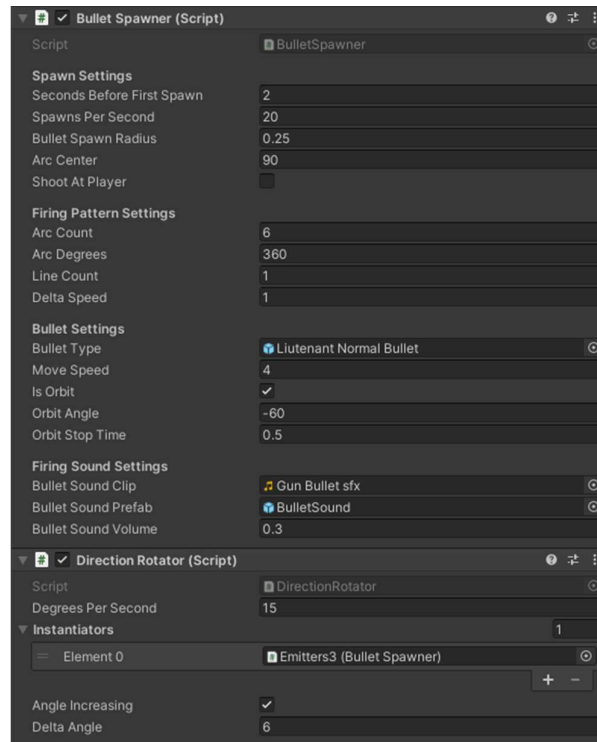 Bullet Spawner (Script)
Script BulletSpawner
Spawn Settings
Seconds Before First Spawn 2
Spawns Per Second 20
Bullet Spawn Radius 0.25
Arc Center 90
Shoot At Player
Firing Pattern Settings
Arc Count 6
Arc Degrees 360
Line Count 1
Delta Speed 1
Bullet Settings
Bullet Type Liutenant Normal Bullet
Move Speed 4
Is Orbit
Orbit Angle -60
Orbit Stop Time 0.5
Firing Sound Settings
Bullet Sound Clip Gun Bullet sfx
Bullet Sound Prefab BulletSound
Bullet Sound Volume 0.3
Direction Rotator (Script)
Script DirectionRotator
Degrees Per Second 15
Instantiators 1
Element 0 Emitters3 (Bullet Spawner)
+ −
Angle Increasing
Delta Angle 6